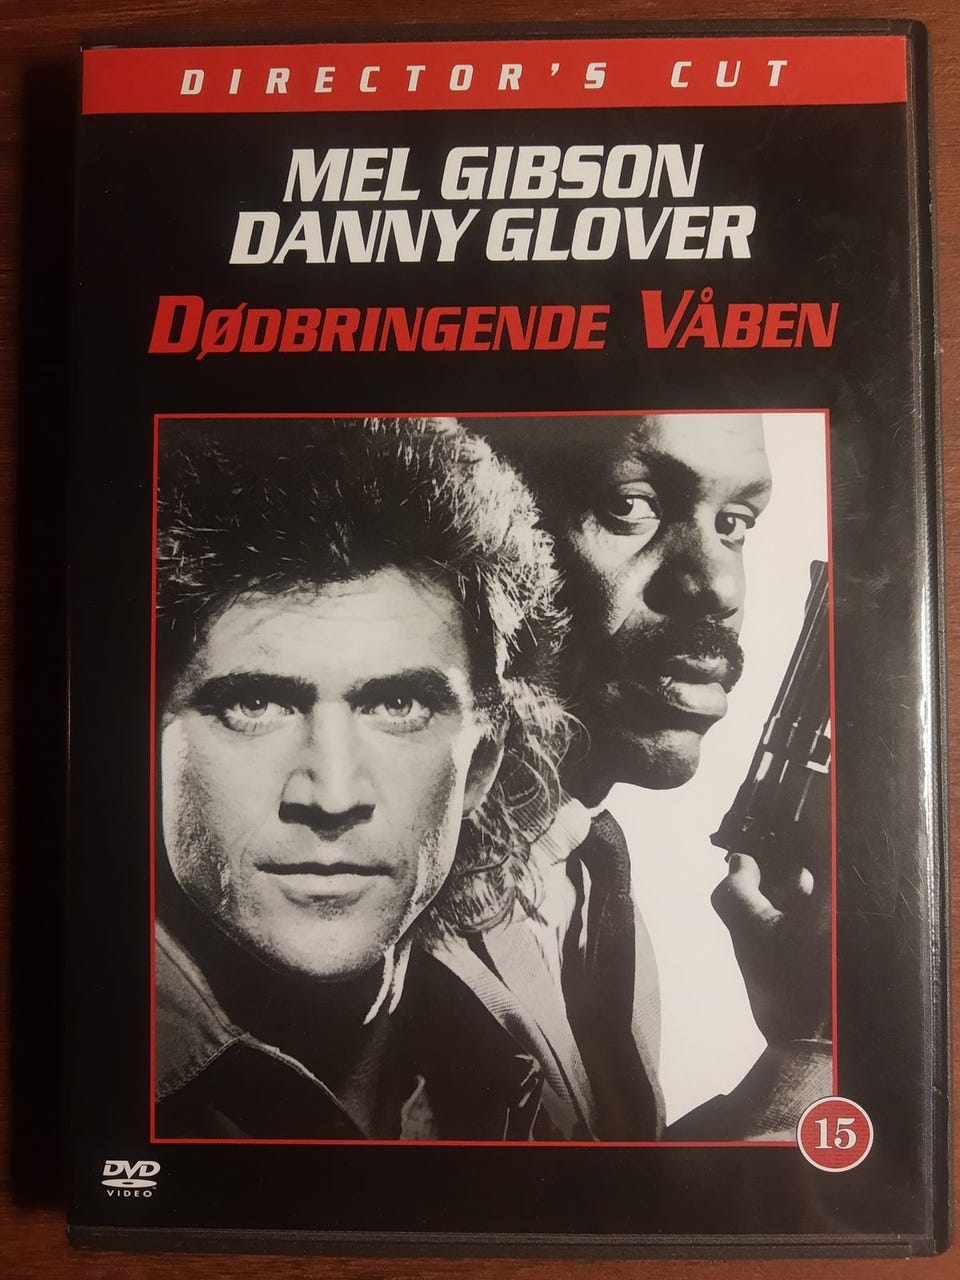 DIRECTOR'S CUT
MEL GIBSON
DANNY GLOVER
DØDBRINGENDE VÅBEN
15
DVD
VIDEO